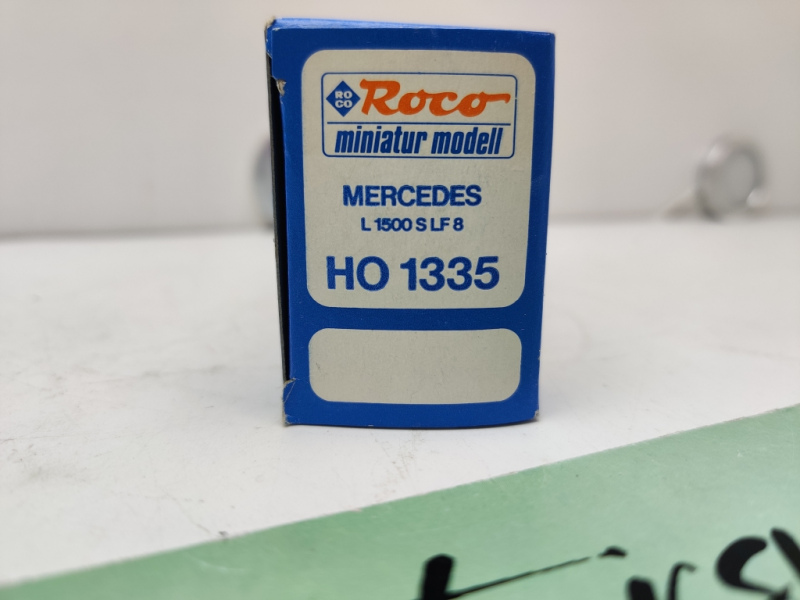 RO
CO
Roco
miniatur modell
MERCEDES
L 1500 S LF 8
HO 1335